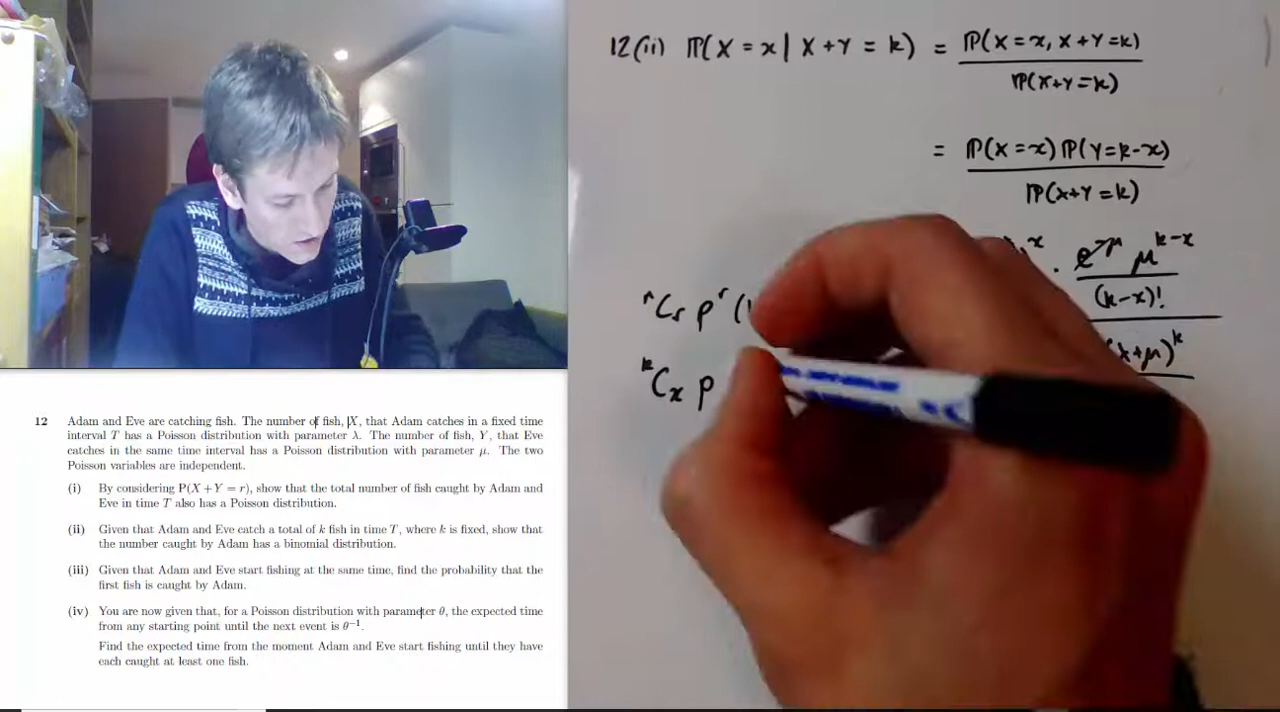 12 Adam and Eve are catching fish. The number of fish, X, that Adam catches in a fixed time
interval T has a Poisson distribution with parameter λ. The number of fish, Y, that Eve
catches in the same time interval has a Poisson distribution with parameter μ. The two
Poisson variables are independent.
(i) By considering P(X + Y = r), show that the total number of fish caught by Adam and
Eve in time T also has a Poisson distribution.
(ii) Given that Adam and Eve catch a total of k fish in time T, where k is fixed, show that
the number caught by Adam has a binomial distribution.
(iii) Given that Adam and Eve start fishing at the same time, find the probability that the
first fish is caught by Adam.
(iv) You are now given that, for a Poisson distribution with parameter θ, the expected time
from any starting point until the next event is θ⁻¹.
Find the expected time from the moment Adam and Eve start fishing until they have
each caught at least one fish.
12(ii) P(X = x | X + Y = k) = P(X = x, X + Y = k)
P(X+Y = k)
= P(X = x) P(Y = k-x)
P(X+Y = k)
x . e^-μ μ^k-x
(k-x)!
+μ)^k
ⁿCr p^r (
ᵏCx p